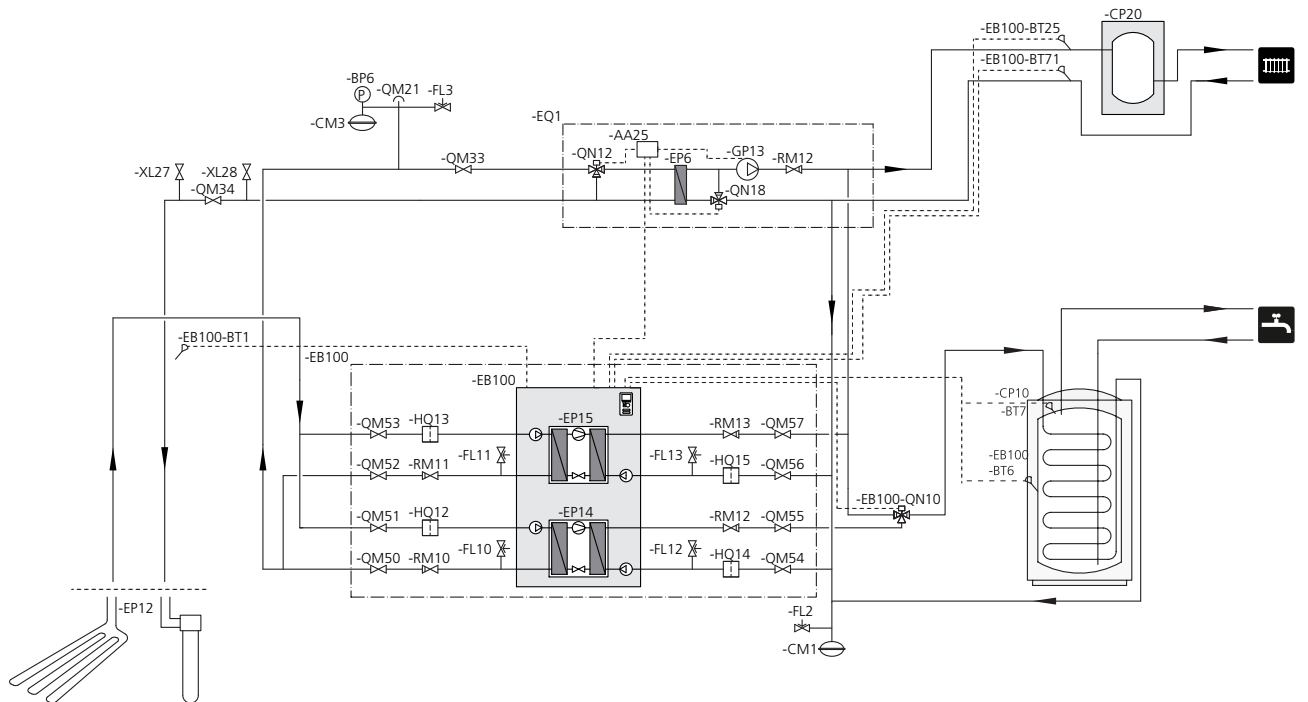 -CP20
-EB100-BT25
-EB100-BT71
-BP6
-QM21
-FL3
P
-CM3
-EQ1
-AA25
-QN12
-EP6
-GP13
-RM12
-QM33
-XL27
-XL28
-QM34
-QN18
-EB100-BT1
-EB100
-EB100
-CP10
-BT7
-QM53
-HQ13
-EP15
-RM13
-QM57
-QM52
-RM11
-FL11
-FL13
-HQ15
-QM56
-EB100
-BT6
-EB100-QN10
-QM51
-HQ12
-EP14
-RM12
-QM55
-QM50
-RM10
-FL10
-FL12
-HQ14
-QM54
-EP12
-FL2
-CM1